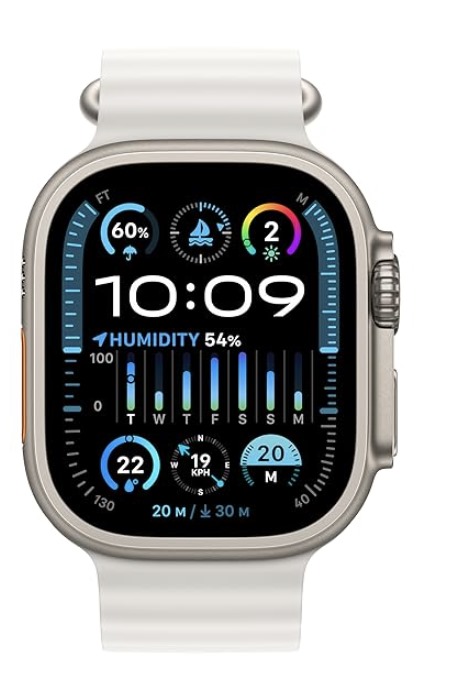 FT
M
60%
2
10:09
HUMIDITY 54%
100
0
T W T F S S M
22
N
W 19 E
KPH
S
20
M
130
40
20 M / 30 M